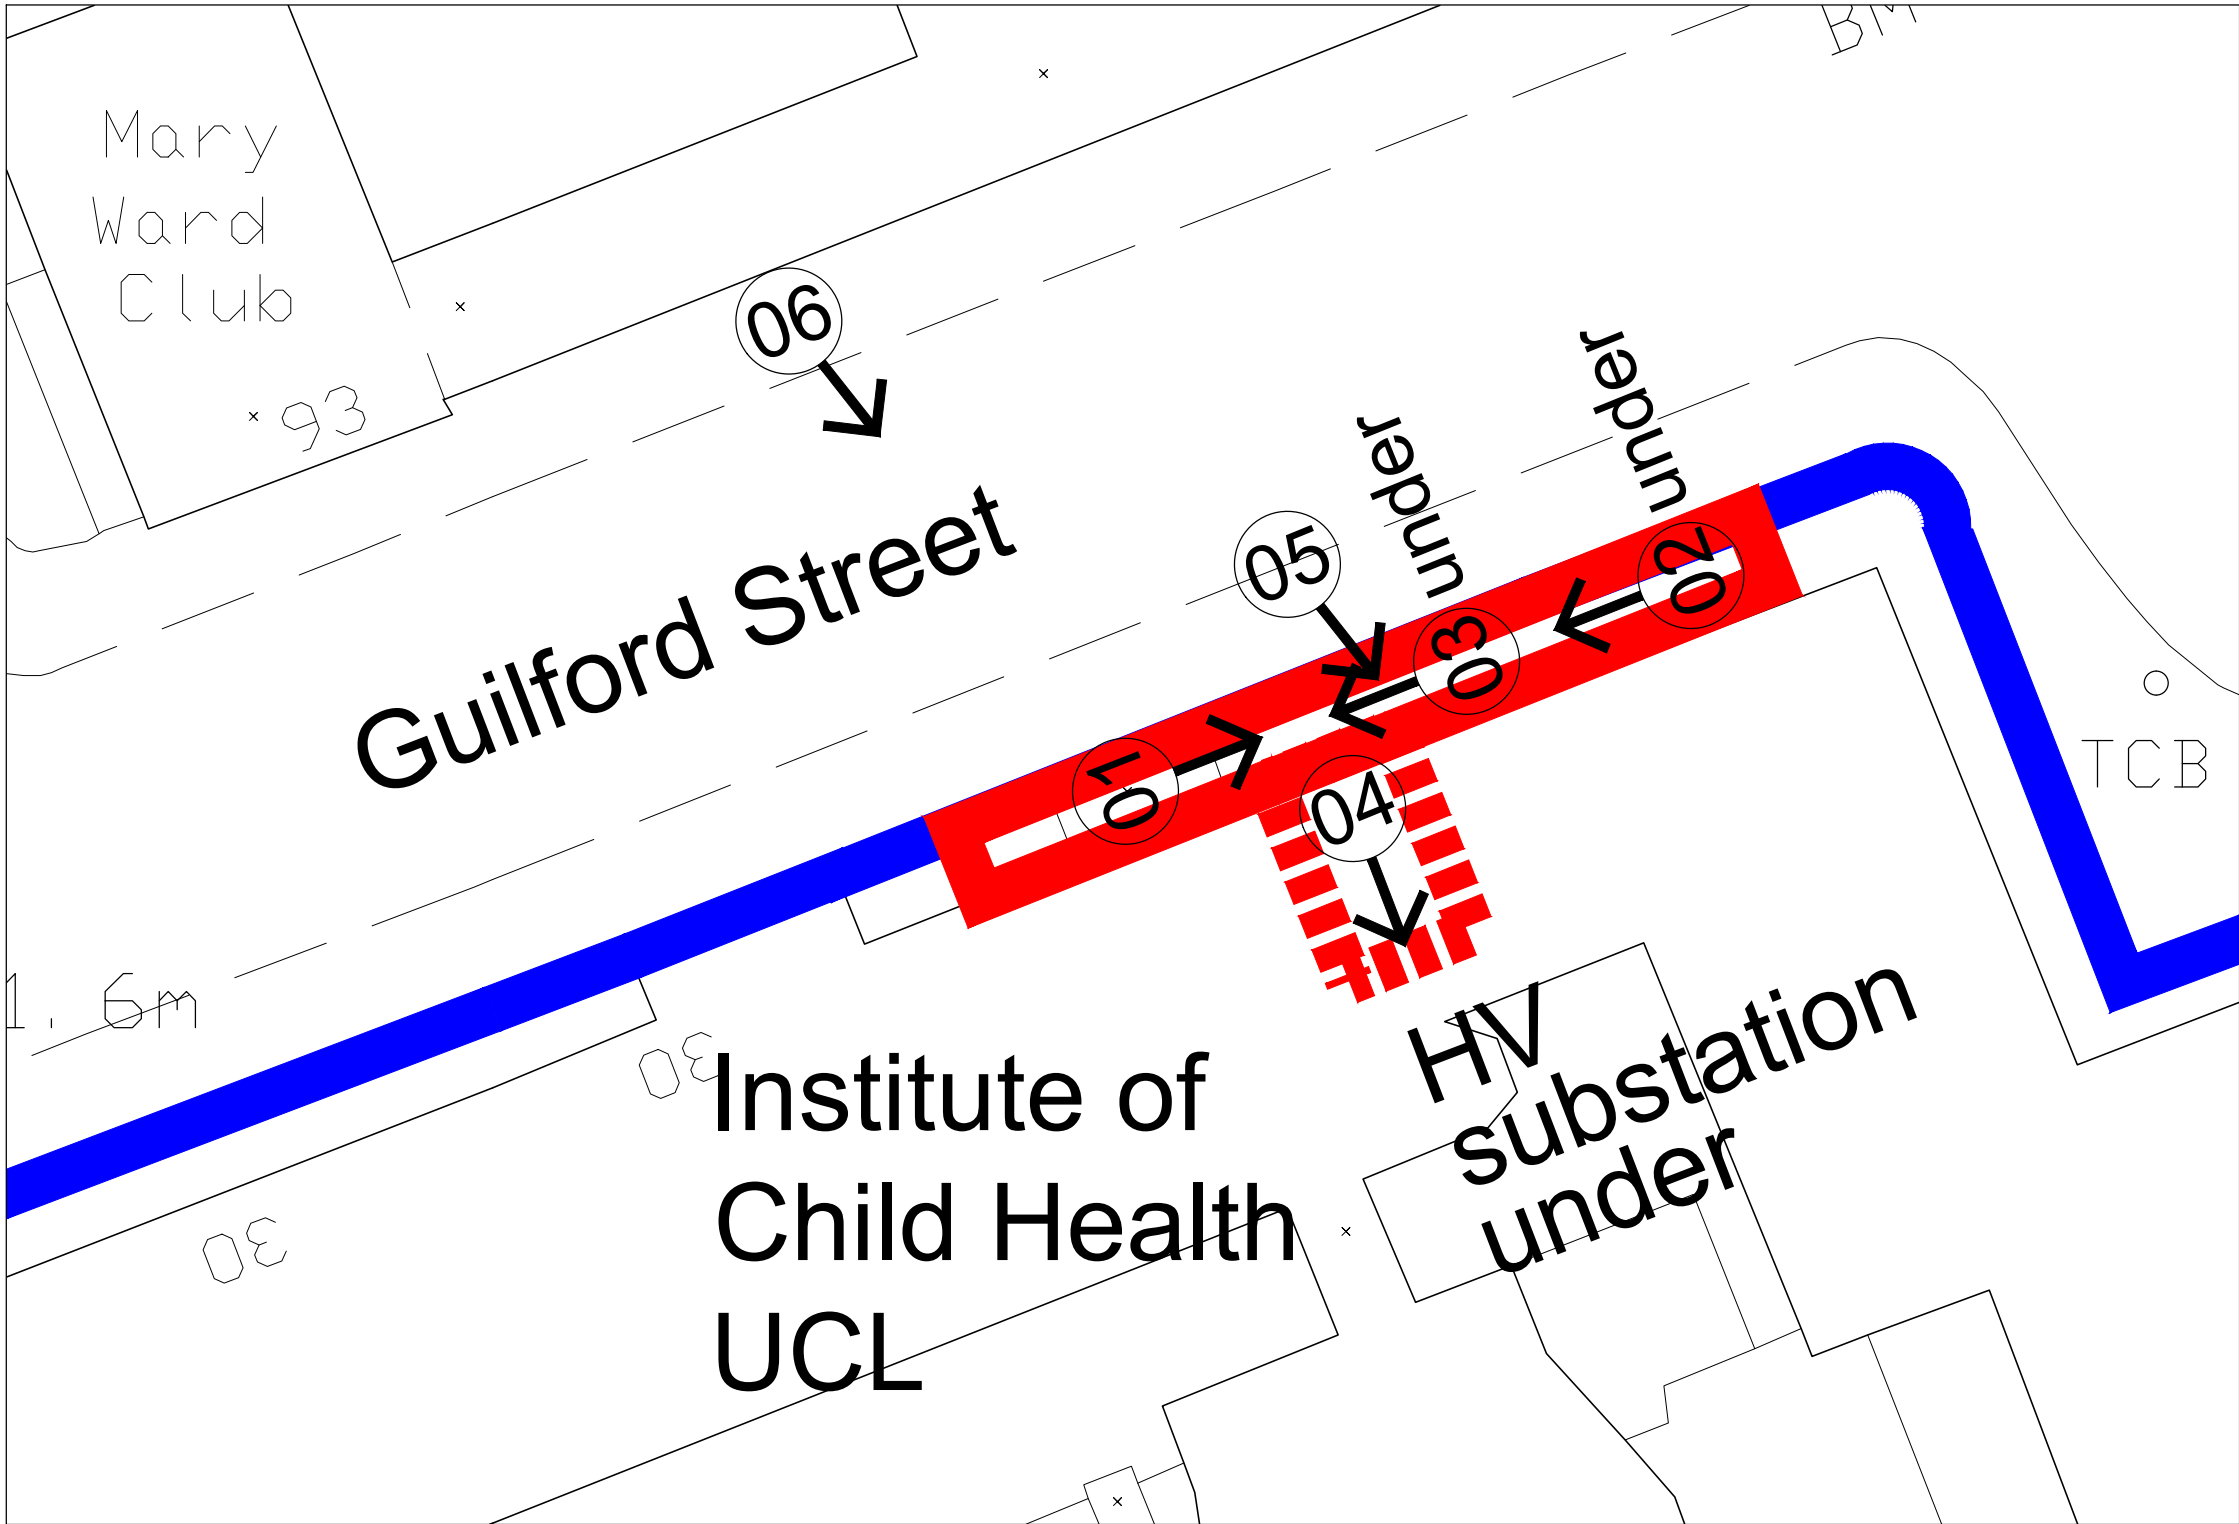 BM
Mary
Ward
Club
93
06
under
under
05
02
03
Guilford Street
01
04
TCB
1. 6m
HV
substation
under
30
Institute of
Child Health
UCL
30